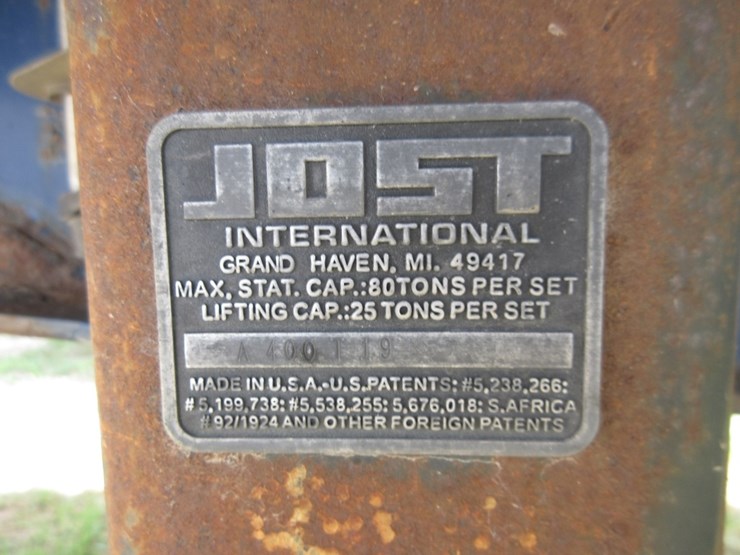 JOST
INTERNATIONAL
GRAND HAVEN, MI. 49417
MAX, STAT. CAP.:80TONS PER SET
LIFTING CAP.:25 TONS PER SET
A 400 T 19
MADE IN U.S.A.-U.S.PATENTS: #5,238,266:
#5,199,738: #5,538,255: 5,676,018: S.AFRICA
#92/1924 AND OTHER FOREIGN PATENTS